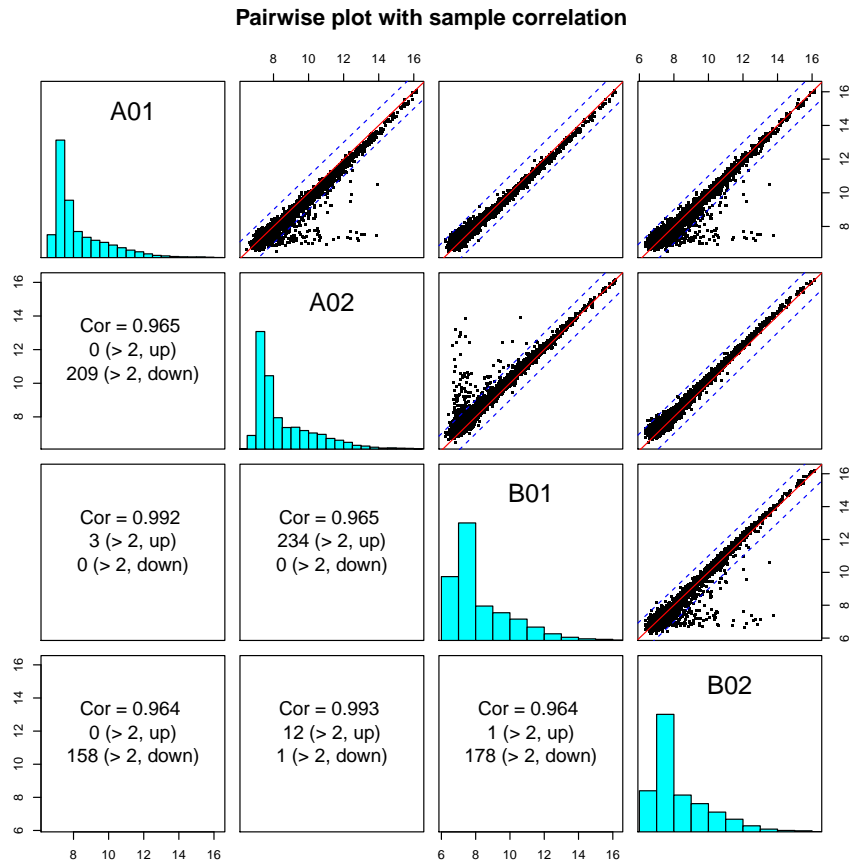 Pairwise plot with sample correlation
8 10 12 14 16
6 8 10 12 14 16
A01
8 10 12 14 16
8 10 12 14 16
Cor = 0.965
0 (> 2, up)
209 (> 2, down)
A02
Cor = 0.992
3 (> 2, up)
0 (> 2, down)
Cor = 0.965
234 (> 2, up)
0 (> 2, down)
B01
6 8 10 12 14 16
6 8 10 12 14 16
Cor = 0.964
0 (> 2, up)
158 (> 2, down)
Cor = 0.993
12 (> 2, up)
1 (> 2, down)
Cor = 0.964
1 (> 2, up)
178 (> 2, down)
B02
8 10 12 14 16
6 8 10 12 14 16